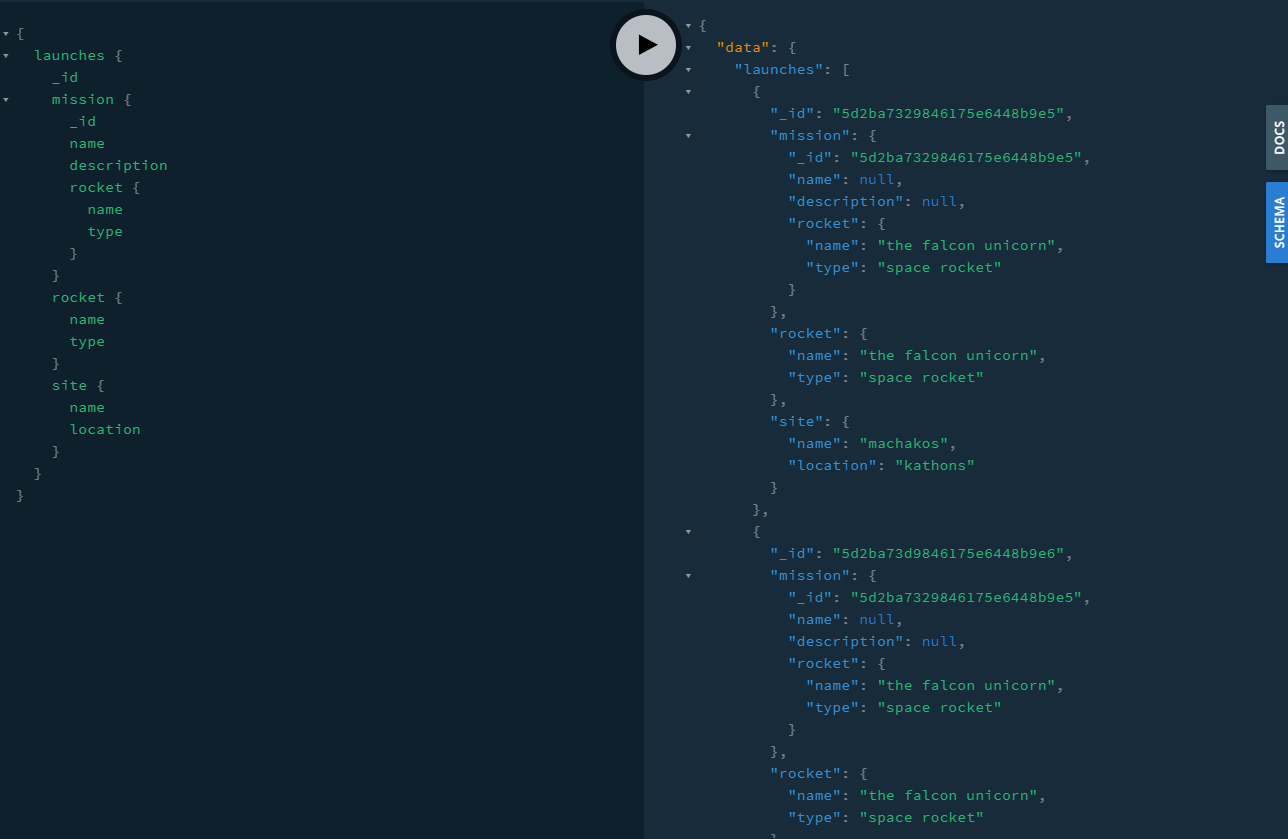 {
launches {
_id
mission {
_id
name
description
rocket {
name
type
}
}
rocket {
name
type
}
site {
name
location
}
}
}
{
"data": {
"launches": [
{
"_id": "5d2ba7329846175e6448b9e5",
"mission": {
"_id": "5d2ba7329846175e6448b9e5",
"name": null,
"description": null,
"rocket": {
"name": "the falcon unicorn",
"type": "space rocket"
}
},
"rocket": {
"name": "the falcon unicorn",
"type": "space rocket"
},
"site": {
"name": "machakos",
"location": "kathons"
}
},
{
"_id": "5d2ba73d9846175e6448b9e6",
"mission": {
"_id": "5d2ba7329846175e6448b9e5",
"name": null,
"description": null,
"rocket": {
"name": "the falcon unicorn",
"type": "space rocket"
}
},
"rocket": {
"name": "the falcon unicorn",
"type": "space rocket"
DOCS
SCHEMA